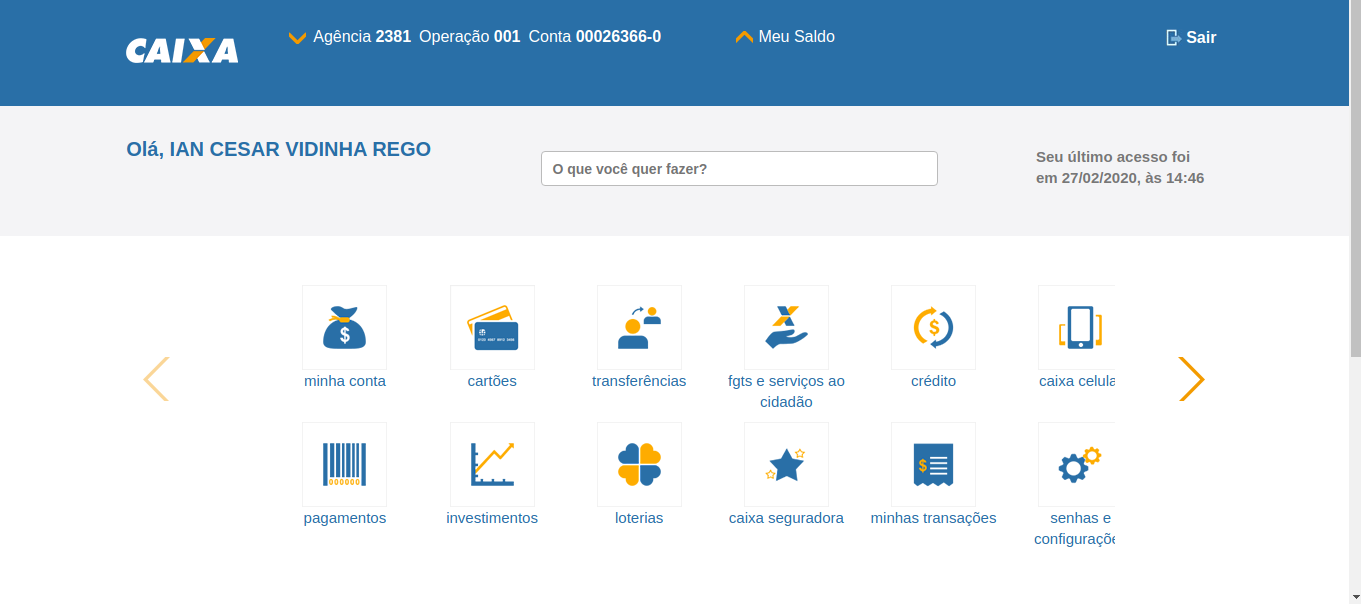 CAIXA
Agência 2381 Operação 001 Conta 00026366-0
Meu Saldo
Sair
Olá, IAN CESAR VIDINHA REGO
O que você quer fazer?
Seu último acesso foi
em 27/02/2020, às 14:46
minha conta
cartões
transferências
fgts e serviços ao
cidadão
crédito
caixa celula
pagamentos
investimentos
loterias
caixa seguradora
minhas transações
senhas e
configuraçõe